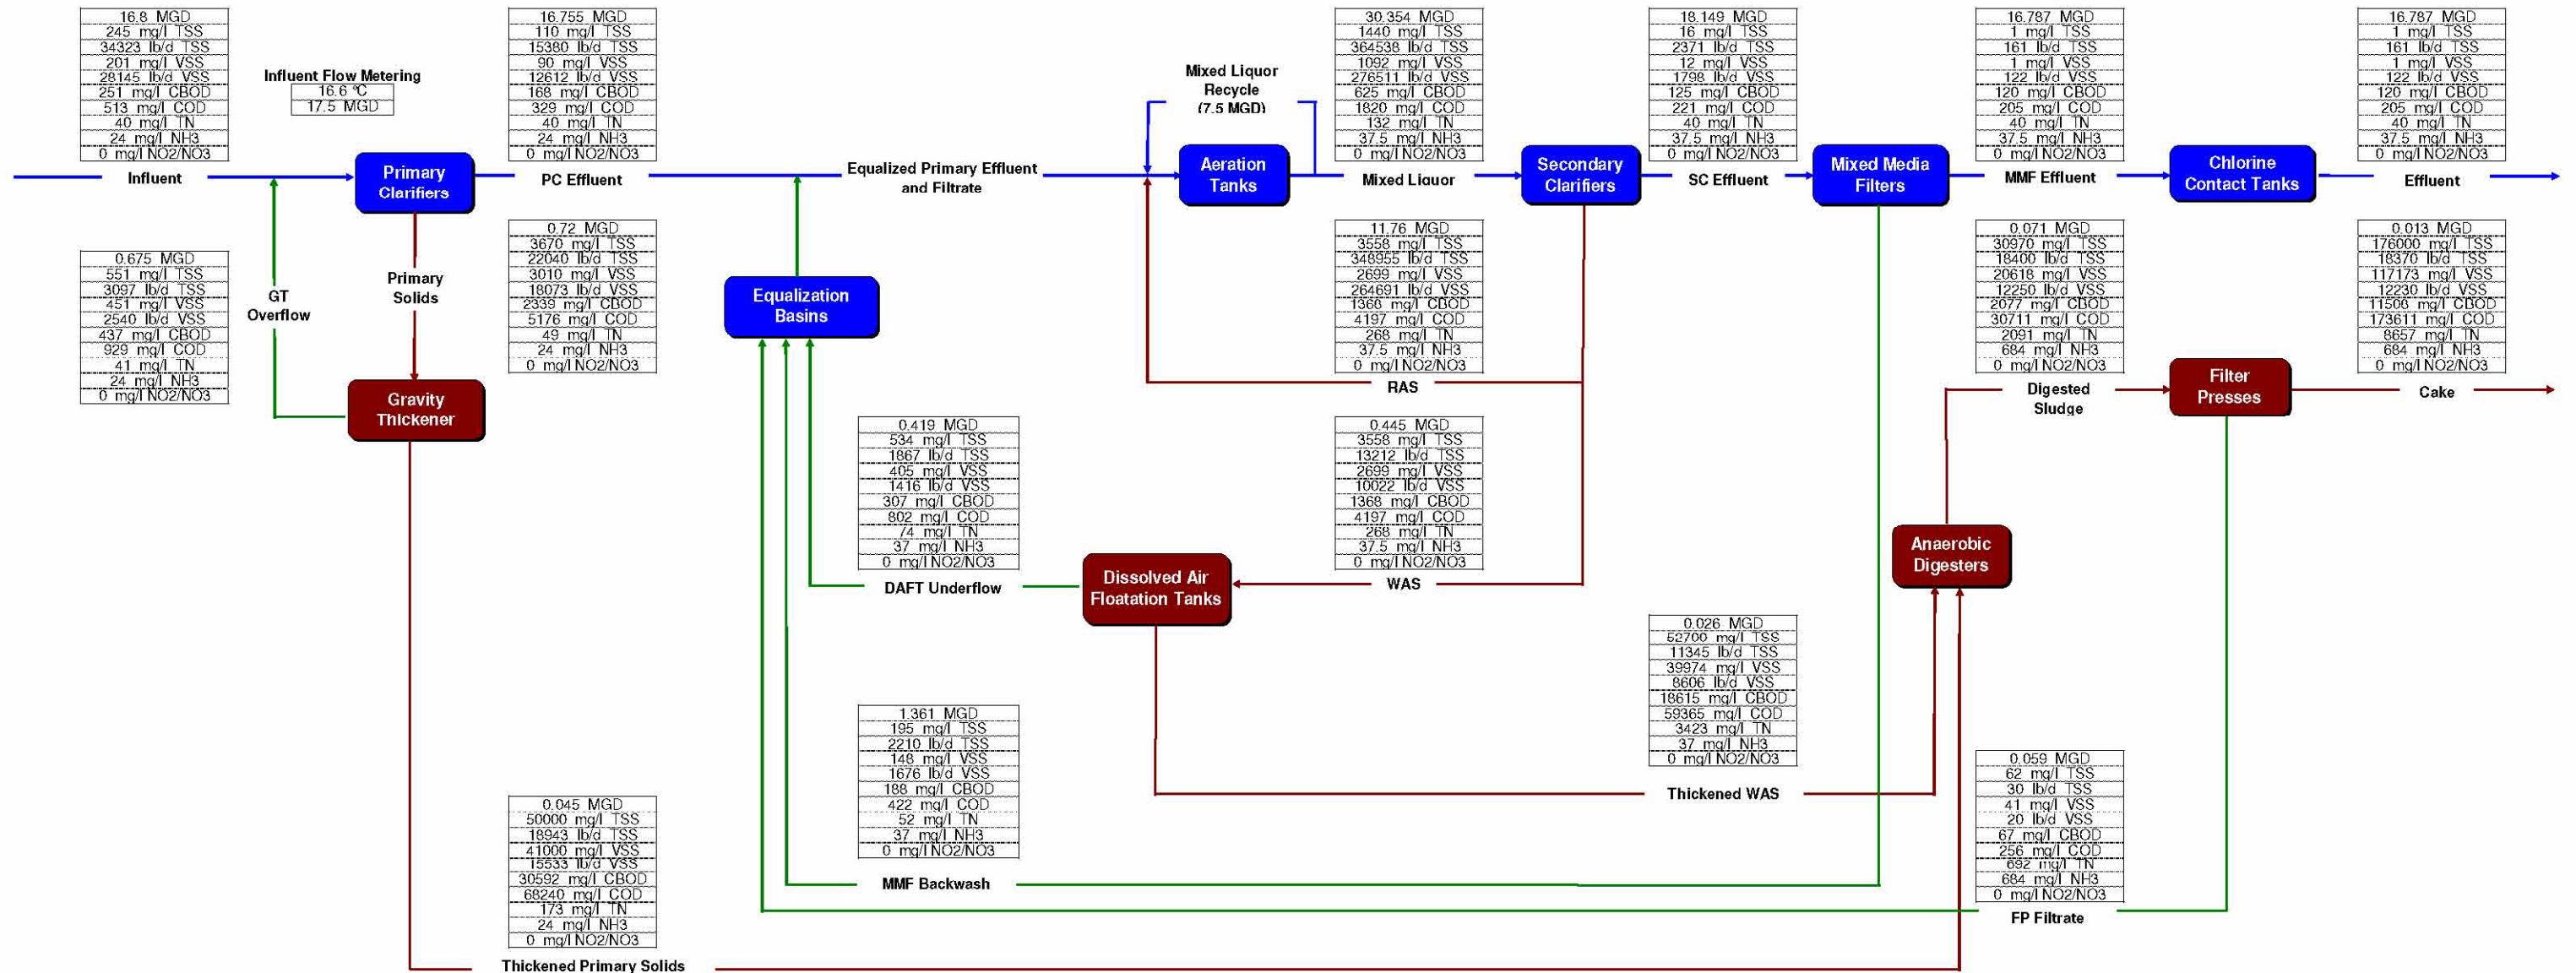 16.8 MGD
245 mg/l TSS
34323 lb/d TSS
201 mg/l VSS
28145 lb/d VSS
251 mg/l CBOD
513 mg/l COD
40 mg/l TN
24 mg/l NH3
0 mg/l NO2/NO3
Influent Flow Metering
16.6 °C
17.5 MGD
16.755 MGD
110 mg/l TSS
15380 lb/d TSS
90 mg/l VSS
12612 lb/d VSS
168 mg/l CBOD
329 mg/l COD
40 mg/l TN
24 mg/l NH3
0 mg/l NO2/NO3
Mixed Liquor
Recycle
(7.5 MGD)
30.354 MGD
1440 mg/l TSS
364538 lb/d TSS
1092 mg/l VSS
276511 lb/d VSS
625 mg/l CBOD
1820 mg/l COD
132 mg/l TN
37.5 mg/l NH3
0 mg/l NO2/NO3
18.149 MGD
16 mg/l TSS
2371 lb/d TSS
12 mg/l VSS
1798 lb/d VSS
125 mg/l CBOD
221 mg/l COD
40 mg/l TN
37.5 mg/l NH3
0 mg/l NO2/NO3
16.787 MGD
1 mg/l TSS
161 lb/d TSS
1 mg/l VSS
122 lb/d VSS
120 mg/l CBOD
205 mg/l COD
40 mg/l TN
37.5 mg/l NH3
0 mg/l NO2/NO3
16.787 MGD
1 mg/l TSS
161 lb/d TSS
1 mg/l VSS
122 lb/d VSS
120 mg/l CBOD
205 mg/l COD
40 mg/l TN
37.5 mg/l NH3
0 mg/l NO2/NO3
Influent
Primary
Clarifiers
PC Effluent
Equalized Primary Effluent
and Filtrate
Aeration
Tanks
Mixed Liquor
Secondary
Clarifiers
SC Effluent
Mixed Media
Filters
MMF Effluent
Chlorine
Contact Tanks
Effluent
0.675 MGD
551 mg/l TSS
3097 lb/d TSS
451 mg/l VSS
2540 lb/d VSS
437 mg/l CBOD
929 mg/l COD
41 mg/l TN
24 mg/l NH3
0 mg/l NO2/NO3
GT
Overflow
Primary
Solids
0.72 MGD
3670 mg/l TSS
22040 lb/d TSS
3010 mg/l VSS
18073 lb/d VSS
2339 mg/l CBOD
5176 mg/l COD
49 mg/l TN
24 mg/l NH3
0 mg/l NO2/NO3
Equalization
Basins
11.76 MGD
3558 mg/l TSS
348955 lb/d TSS
2699 mg/l VSS
264691 lb/d VSS
1368 mg/l CBOD
4197 mg/l COD
268 mg/l TN
37.5 mg/l NH3
0 mg/l NO2/NO3
RAS
0.071 MGD
30970 mg/l TSS
18400 lb/d TSS
20618 mg/l VSS
12250 lb/d VSS
2077 mg/l CBOD
30711 mg/l COD
2091 mg/l TN
684 mg/l NH3
0 mg/l NO2/NO3
0.013 MGD
176000 mg/l TSS
18370 lb/d TSS
117173 mg/l VSS
12230 lb/d VSS
11508 mg/l CBOD
173611 mg/l COD
8657 mg/l TN
684 mg/l NH3
0 mg/l NO2/NO3
Gravity
Thickener
Digested
Sludge
Filter
Presses
Cake
0.419 MGD
534 mg/l TSS
1867 lb/d TSS
405 mg/l VSS
1416 lb/d VSS
307 mg/l CBOD
802 mg/l COD
74 mg/l TN
37 mg/l NH3
0 mg/l NO2/NO3
DAFT Underflow
0.445 MGD
3558 mg/l TSS
13212 lb/d TSS
2699 mg/l VSS
10022 lb/d VSS
1368 mg/l CBOD
4197 mg/l COD
268 mg/l TN
37.5 mg/l NH3
0 mg/l NO2/NO3
WAS
Dissolved Air
Floatation Tanks
Anaerobic
Digesters
0.026 MGD
52700 mg/l TSS
11345 lb/d TSS
39974 mg/l VSS
8606 lb/d VSS
18615 mg/l CBOD
59365 mg/l COD
3423 mg/l TN
37 mg/l NH3
0 mg/l NO2/NO3
Thickened WAS
1.361 MGD
195 mg/l TSS
2210 lb/d TSS
148 mg/l VSS
1676 lb/d VSS
188 mg/l CBOD
422 mg/l COD
52 mg/l TN
37 mg/l NH3
0 mg/l NO2/NO3
MMF Backwash
0.059 MGD
62 mg/l TSS
30 lb/d TSS
41 mg/l VSS
20 lb/d VSS
67 mg/l CBOD
256 mg/l COD
692 mg/l TN
684 mg/l NH3
0 mg/l NO2/NO3
FP Filtrate
0.045 MGD
50000 mg/l TSS
18943 lb/d TSS
41000 mg/l VSS
15533 lb/d VSS
30592 mg/l CBOD
68240 mg/l COD
173 mg/l TN
24 mg/l NH3
0 mg/l NO2/NO3
Thickened Primary Solids